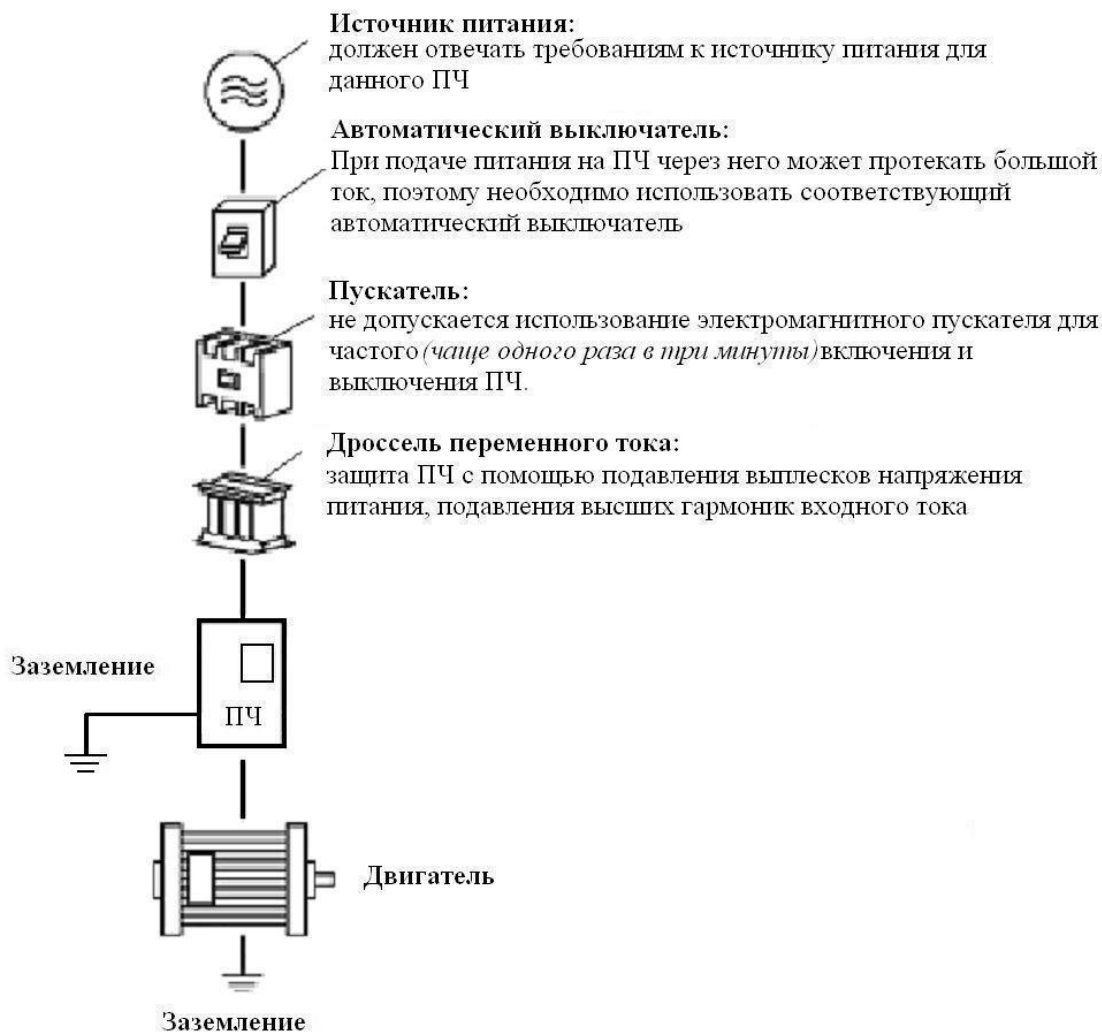 Источник питания:
должен отвечать требованиям к источнику питания для
данного ПЧ
Автоматический выключатель:
При подаче питания на ПЧ через него может протекать большой
ток, поэтому необходимо использовать соответствующий
автоматический выключатель
Пускатель:
не допускается использование электромагнитного пускателя для
частого (чаще одного раза в три минуты) включения и
выключения ПЧ.
Дроссель переменного тока:
защита ПЧ с помощью подавления выплесков напряжения
питания, подавления высших гармоник входного тока
Заземление
ПЧ
Двигатель
Заземление